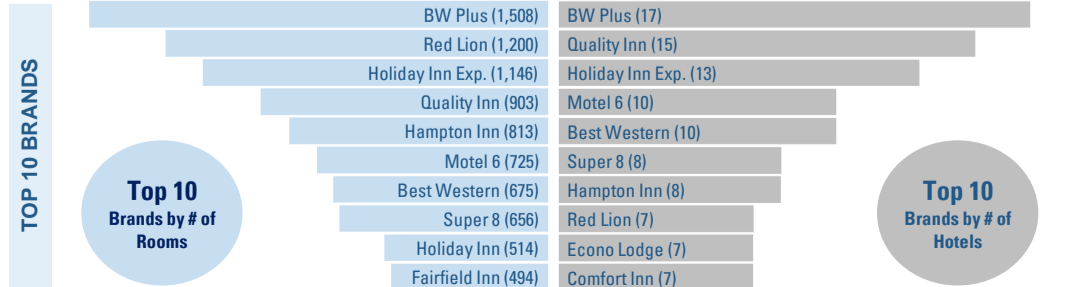 TOP 10 BRANDS
BW Plus (1,508)
Red Lion (1,200)
Holiday Inn Exp. (1,146)
Quality Inn (903)
Hampton Inn (813)
Motel 6 (725)
Best Western (675)
Super 8 (656)
Holiday Inn (514)
Fairfield Inn (494)
Top 10
Brands by # of
Rooms
BW Plus (17)
Quality Inn (15)
Holiday Inn Exp. (13)
Motel 6 (10)
Best Western (10)
Super 8 (8)
Hampton Inn (8)
Red Lion (7)
Econo Lodge (7)
Comfort Inn (7)
Top 10
Brands by # of
Hotels